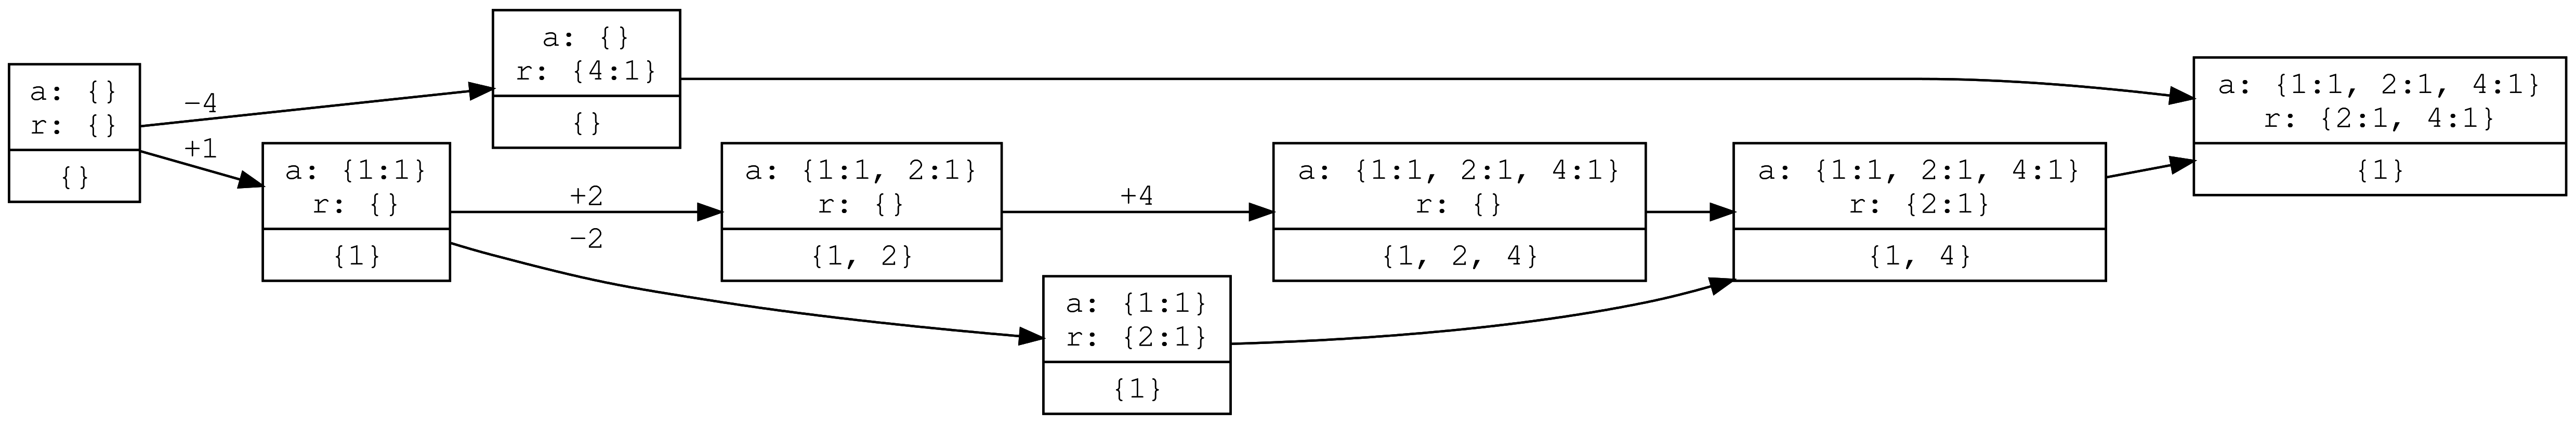 a: {}
r: {}
{}
−4
+1
a: {}
r: {4:1}
{}
a: {1:1}
r: {}
{1}
+2
−2
a: {1:1, 2:1}
r: {}
{1, 2}
+4
a: {1:1}
r: {2:1}
{1}
a: {1:1, 2:1, 4:1}
r: {}
{1, 2, 4}
a: {1:1, 2:1, 4:1}
r: {2:1}
{1, 4}
a: {1:1, 2:1, 4:1}
r: {2:1, 4:1}
{1}